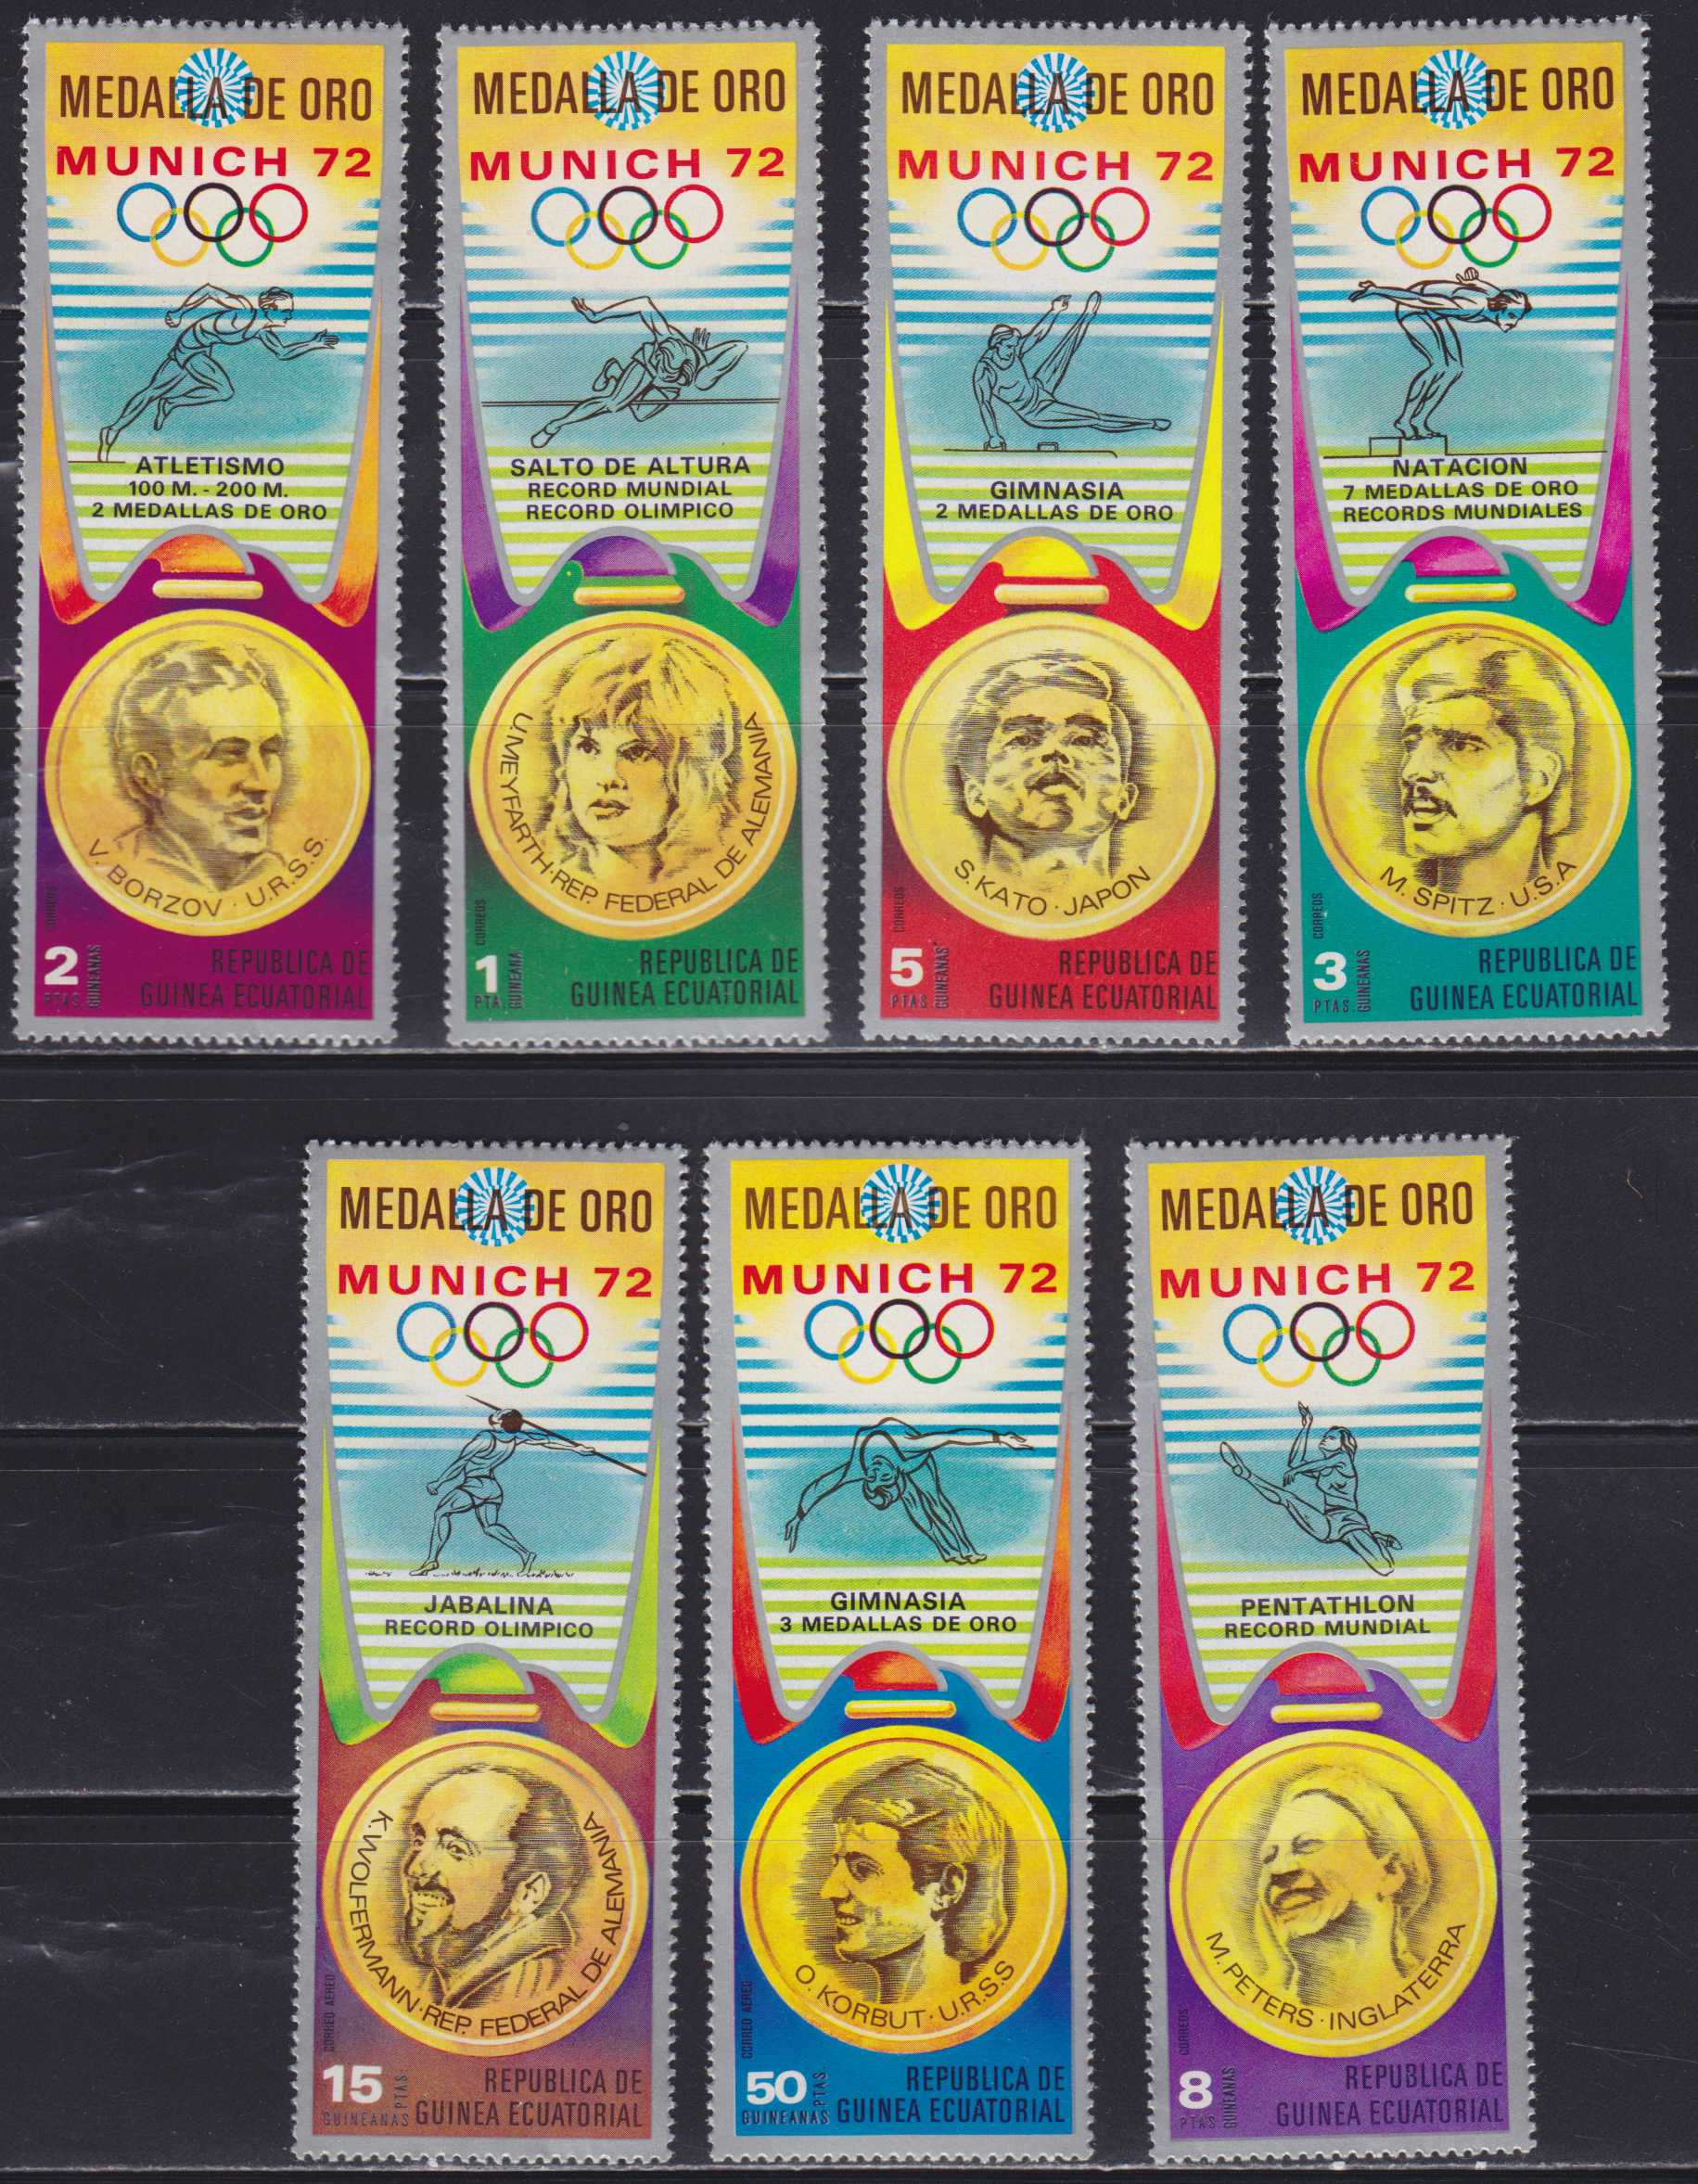 MEDALLA DE ORO
MUNICH 72
ATLETISMO
100 M. - 200 M.
2 MEDALLAS DE ORO
V. BORZOV · U.R.S.S.
CORREOS
2
PTAS.
GUINEANAS
REPUBLICA DE
GUINEA ECUATORIAL
MEDALLA DE ORO
MUNICH 72
SALTO DE ALTURA
RECORD MUNDIAL
RECORD OLIMPICO
U.MEYFARTH·REP. FEDERAL DE ALEMANIA
CORREOS
1
PTA.
GUINEANA
REPUBLICA DE
GUINEA ECUATORIAL
MEDALLA DE ORO
MUNICH 72
GIMNASIA
2 MEDALLAS DE ORO
S. KATO · JAPON
CORREOS
5
PTAS.
GUINEANAS
REPUBLICA DE
GUINEA ECUATORIAL
MEDALLA DE ORO
MUNICH 72
NATACION
7 MEDALLAS DE ORO
RECORDS MUNDIALES
M. SPITZ · U.S.A
CORREOS
3
PTAS.
GUINEANAS
REPUBLICA DE
GUINEA ECUATORIAL
MEDALLA DE ORO
MUNICH 72
JABALINA
RECORD OLIMPICO
K.WOLFERMANN·REP. FEDERAL DE ALEMANIA
CORREO AEREO
15
PTAS
GUINEANAS
REPUBLICA DE
GUINEA ECUATORIAL
MEDALLA DE ORO
MUNICH 72
GIMNASIA
3 MEDALLAS DE ORO
O. KORBUT · U.R.S.S
CORREO AEREO
50
PTAS.
GUINEANAS
REPUBLICA DE
GUINEA ECUATORIAL
MEDALLA DE ORO
MUNICH 72
PENTATHLON
RECORD MUNDIAL
M. PETERS · INGLATERRA
CORREOS
8
PTAS
GUINEANAS
REPUBLICA DE
GUINEA ECUATORIAL